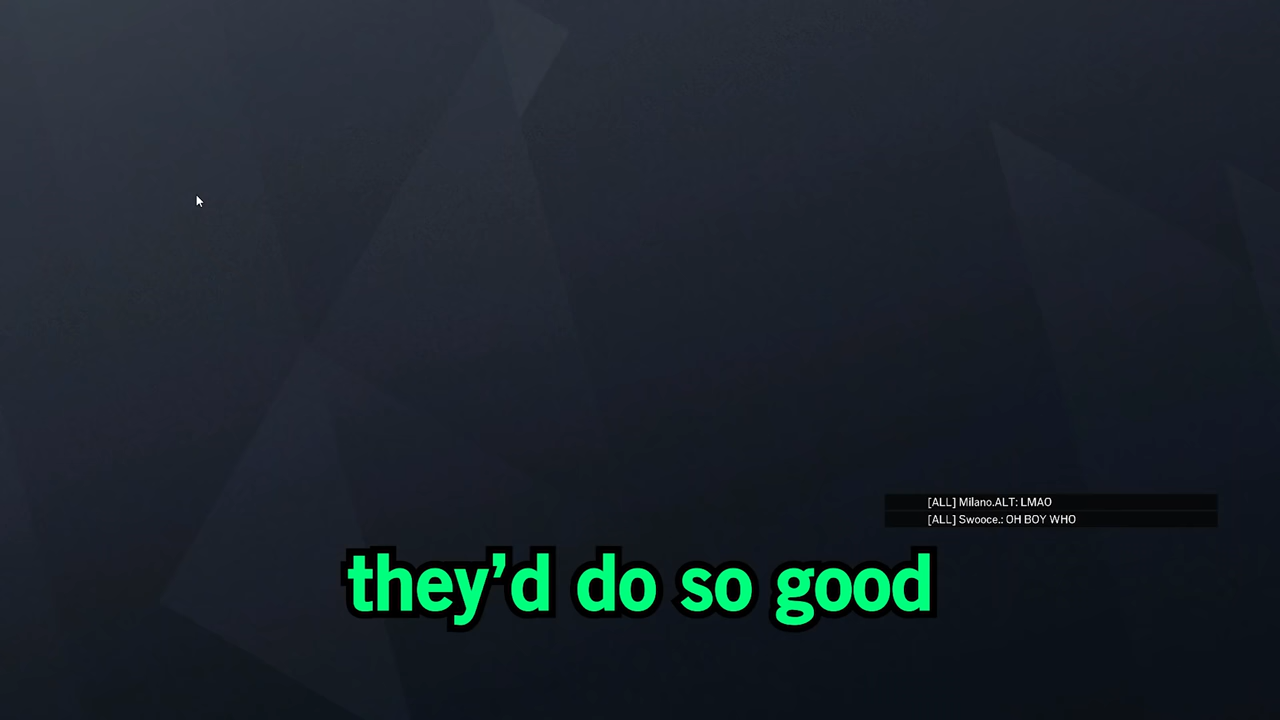 [ALL] Milano.ALT: LMAO
[ALL] Swooce.: OH BOY WHO
they’d do so good